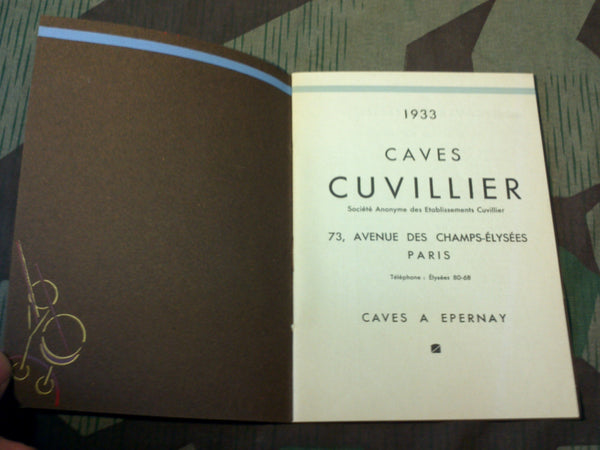 1933
CAVES
CUVILLIER
Société Anonyme des Etablissements Cuvillier
73, AVENUE DES CHAMPS-ÉLYSÉES
PARIS
Téléphone : Élysées 80-68
CAVES A EPERNAY